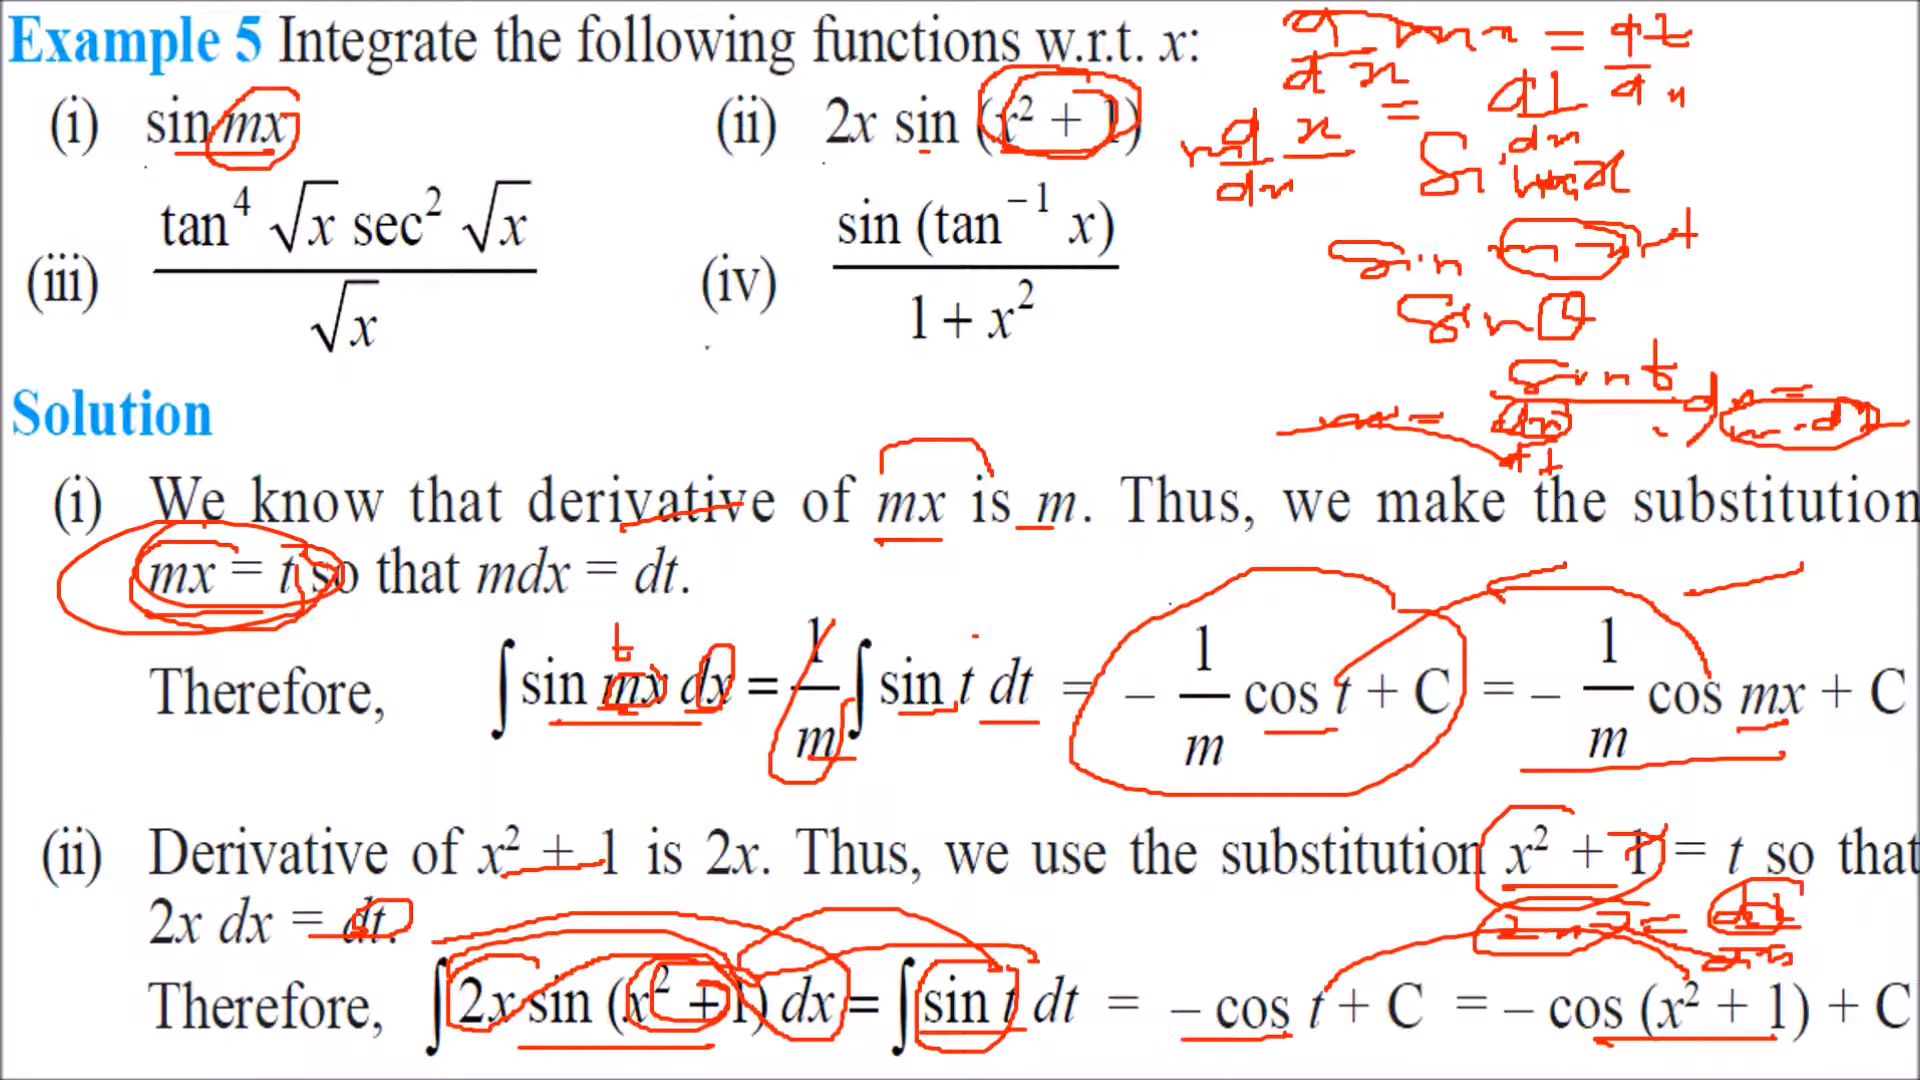 Example 5 Integrate the following functions w.r.t. x:
(i) sin mx (ii) 2x sin (x² + 1)
(iii) tan⁴ √x sec² √x / √x (iv) sin (tan⁻¹ x) / 1 + x²
Solution
(i) We know that derivative of mx is m. Thus, we make the substitution
mx = t so that mdx = dt.
Therefore, ∫ sin mx dx = 1/m ∫ sin t dt = – 1/m cos t + C = – 1/m cos mx + C
(ii) Derivative of x² + 1 is 2x. Thus, we use the substitution x² + 1 = t so that
2x dx = dt.
Therefore, ∫ 2x sin (x² + 1) dx = ∫ sin t dt = – cos t + C = – cos (x² + 1) + C